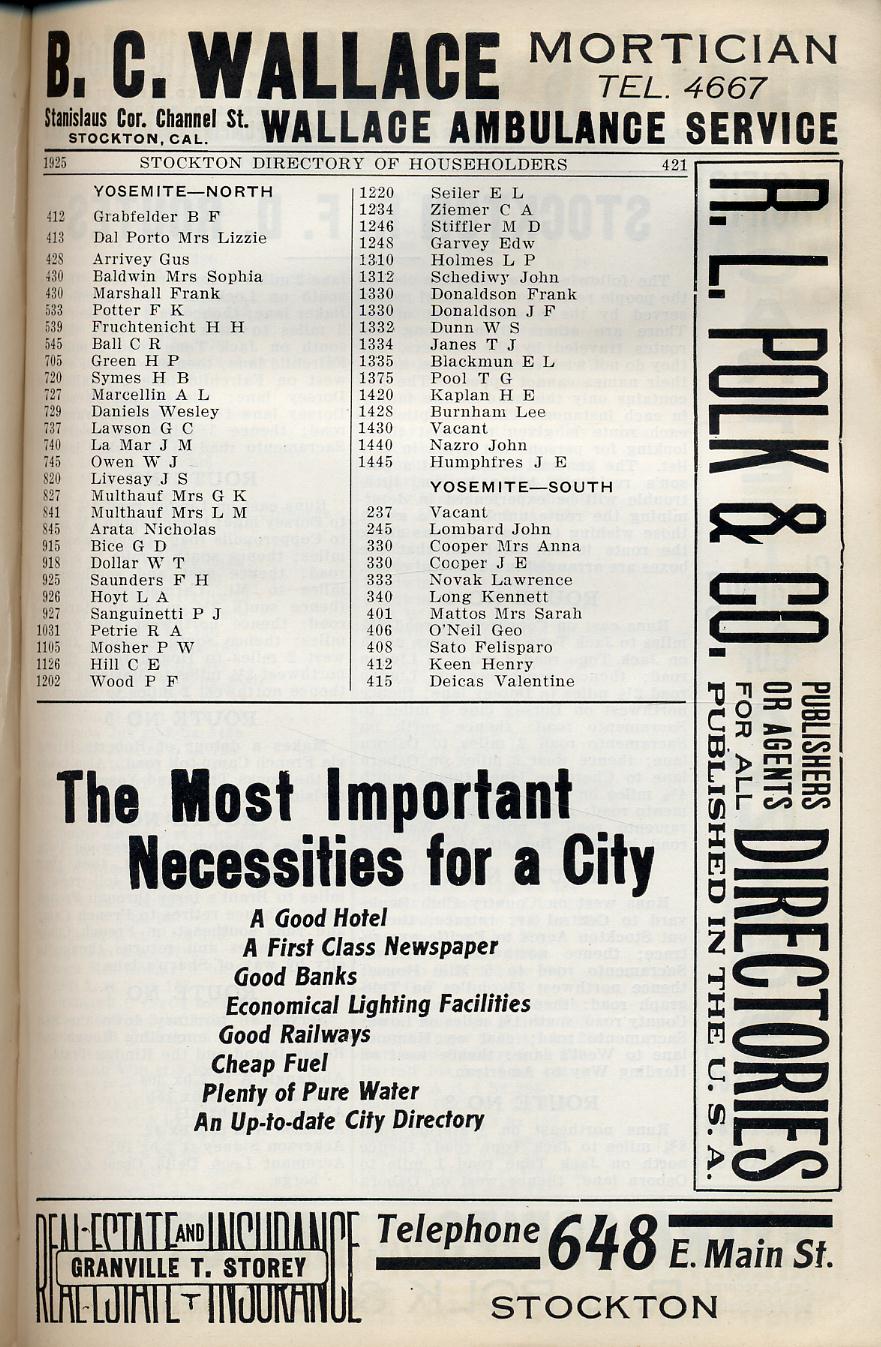 B. C. WALLACE MORTICIAN
TEL. 4667
Stanislaus Cor. Channel St.
STOCKTON, CAL.
WALLACE AMBULANCE SERVICE
1925 STOCKTON DIRECTORY OF HOUSEHOLDERS 421
YOSEMITE—NORTH
412 Grabfelder B F
413 Dal Porto Mrs Lizzie
428 Arrivey Gus
430 Baldwin Mrs Sophia
430 Marshall Frank
533 Potter F K
539 Fruchtenicht H H
545 Ball C R
705 Green H P
720 Symes H B
727 Marcellin A L
729 Daniels Wesley
737 Lawson G C
740 La Mar J M
745 Owen W J
820 Livesay J S
827 Multhauf Mrs G K
841 Multhauf Mrs L M
845 Arata Nicholas
915 Bice G D
918 Dollar W T
925 Saunders F H
926 Hoyt L A
927 Sanguinetti P J
1031 Petrie R A
1105 Mosher P W
1126 Hill C E
1202 Wood P F
1220 Seiler E L
1234 Ziemer C A
1246 Stiffler M D
1248 Garvey Edw
1310 Holmes L P
1312 Schediwy John
1330 Donaldson Frank
1330 Donaldson J F
1332 Dunn W S
1334 Janes T J
1335 Blackmun E L
1375 Pool T G
1420 Kaplan H E
1428 Burnham Lee
1430 Vacant
1440 Nazro John
1445 Humphfres J E
YOSEMITE—SOUTH
237 Vacant
245 Lombard John
330 Cooper Mrs Anna
330 Cooper J E
333 Novak Lawrence
340 Long Kennett
401 Mattos Mrs Sarah
406 O'Neil Geo
408 Sato Felisparo
412 Keen Henry
415 Deicas Valentine
R. L. POLK & CO.
PUBLISHERS
OR AGENTS
FOR ALL
DIRECTORIES
PUBLISHED IN THE U. S. A.
The Most Important
Necessities for a City
A Good Hotel
A First Class Newspaper
Good Banks
Economical Lighting Facilities
Good Railways
Cheap Fuel
Plenty of Pure Water
An Up-to-date City Directory
REAL-ESTATE AND INSURANCE
GRANVILLE T. STOREY
Telephone 648 E. Main St.
STOCKTON